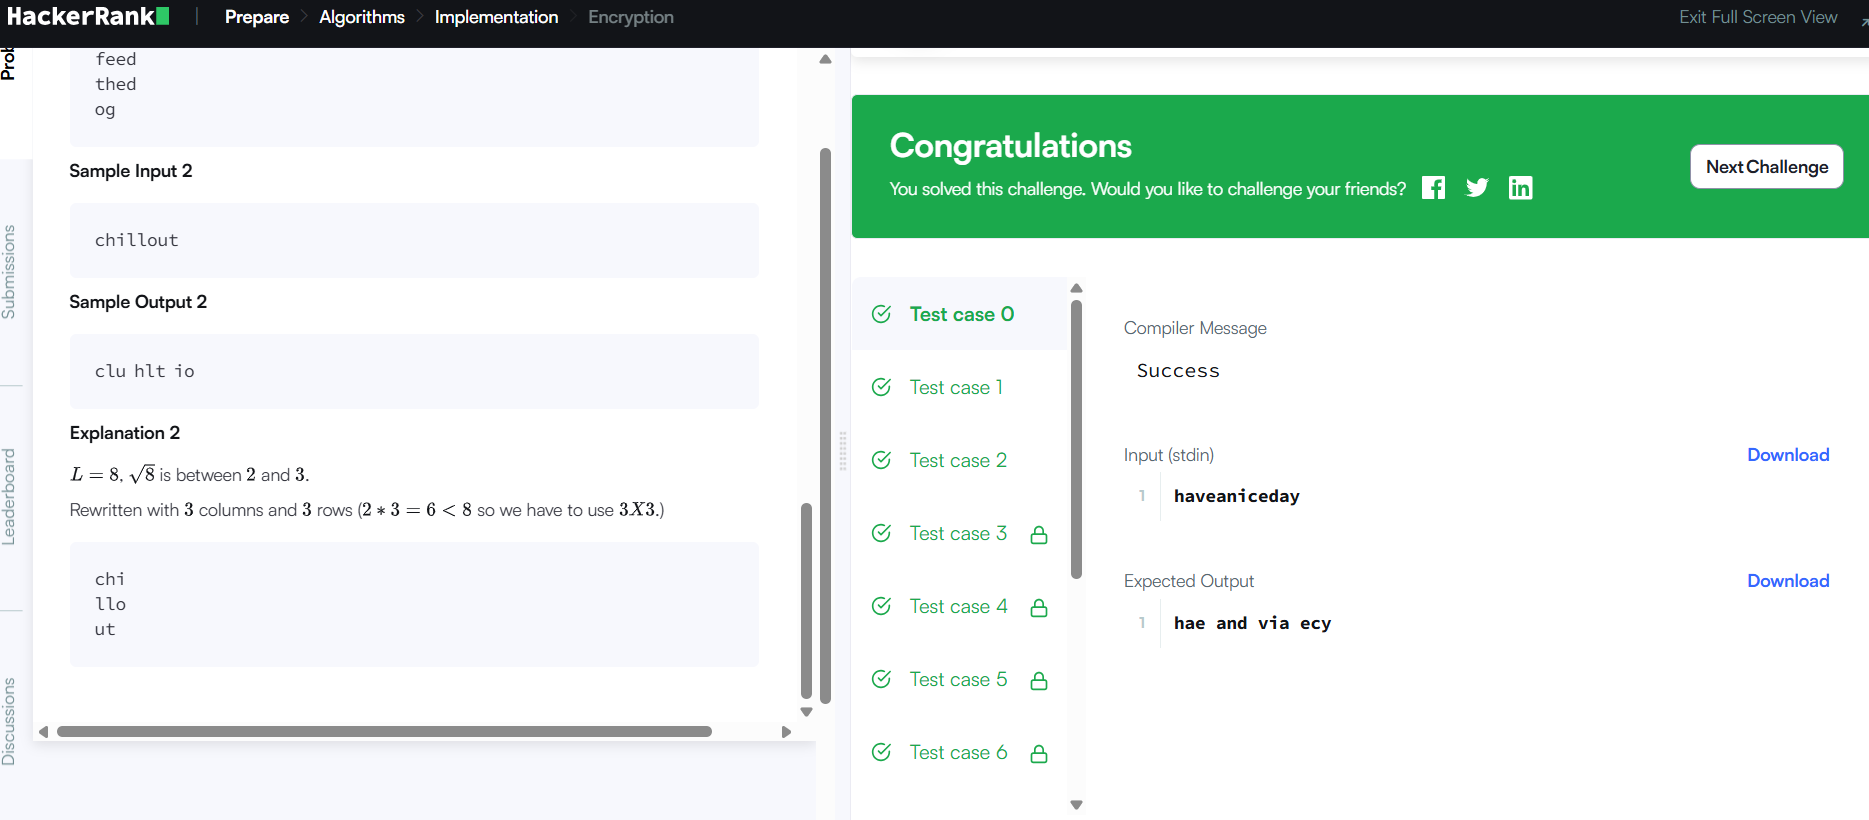 HackerRank
Prepare
Algorithms
Implementation
Encryption
Exit Full Screen View
Submissions
Leaderboard
Discussions
feed
thed
og
Sample Input 2
chillout
Sample Output 2
clu hlt io
Explanation 2
L = 8, √8 is between 2 and 3.
Rewritten with 3 columns and 3 rows (2 * 3 = 6 < 8 so we have to use 3X3.)
chi
llo
ut
Congratulations
You solved this challenge. Would you like to challenge your friends?
Next Challenge
Test case 0
Test case 1
Test case 2
Test case 3
Test case 4
Test case 5
Test case 6
Compiler Message
Success
Input (stdin)
Download
1 haveaniceday
Expected Output
Download
1 hae and via ecy